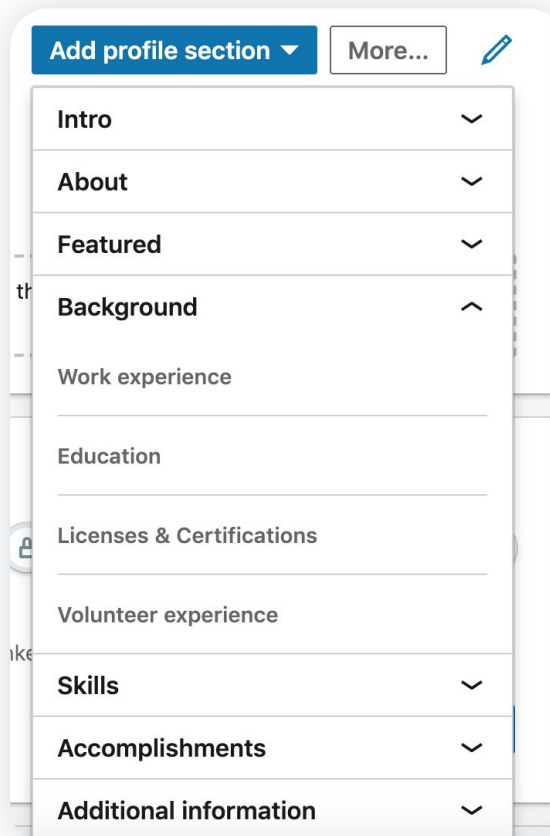 Add profile section
More...
Intro
About
Featured
Background
Work experience
Education
Licenses & Certifications
Volunteer experience
Skills
Accomplishments
Additional information